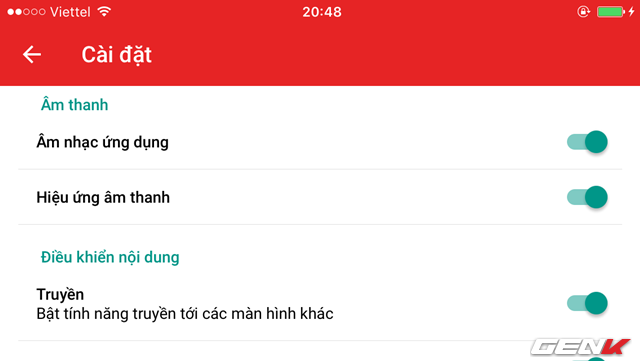 Viettel
20:48
Cài đặt
Âm thanh
Âm nhạc ứng dụng
Hiệu ứng âm thanh
Điều khiển nội dung
Truyền
Bật tính năng truyền tới các màn hình khác
GENK